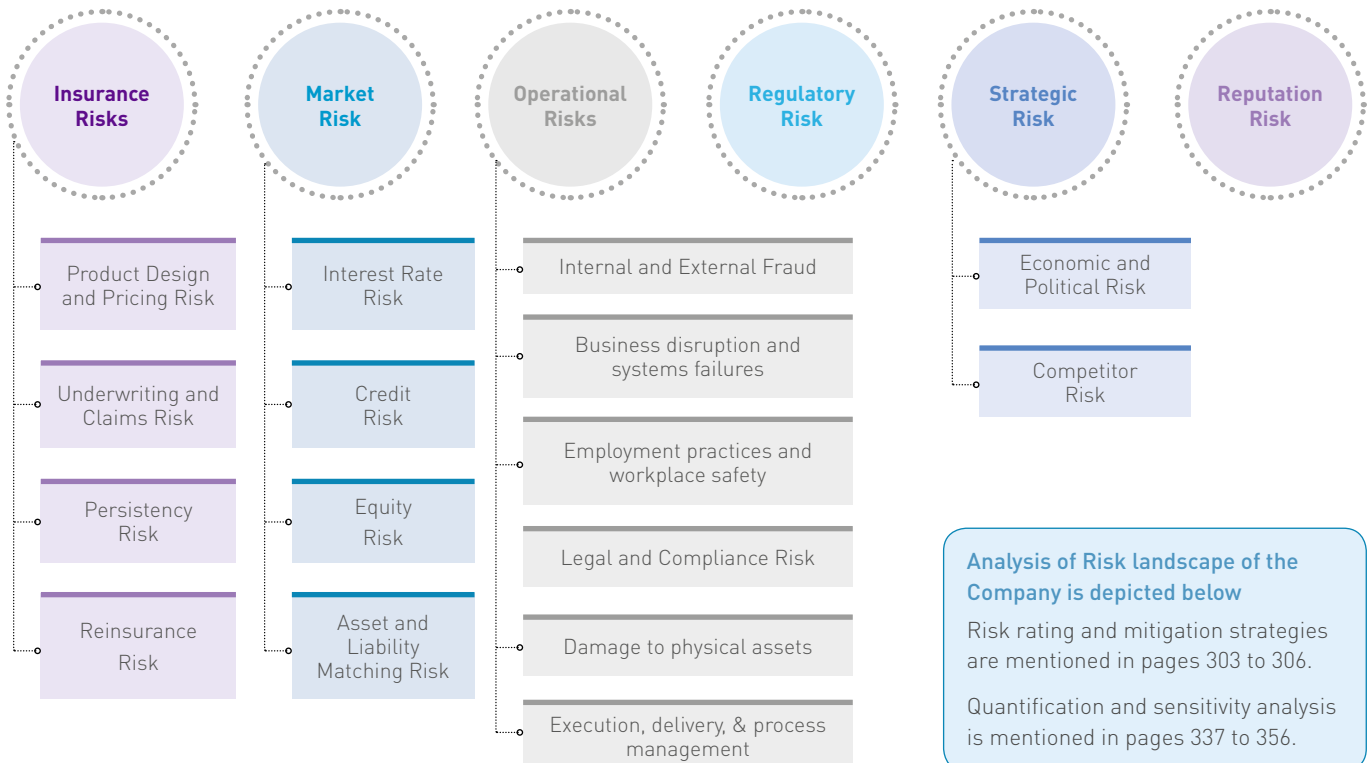 Insurance
Risks
Market
Risk
Operational
Risks
Regulatory
Risk
Strategic
Risk
Reputation
Risk
Product Design
and Pricing Risk
Underwriting and
Claims Risk
Persistency
Risk
Reinsurance
Risk
Interest Rate
Risk
Credit
Risk
Equity
Risk
Asset and
Liability
Matching Risk
Internal and External Fraud
Business disruption and
systems failures
Employment practices and
workplace safety
Legal and Compliance Risk
Damage to physical assets
Execution, delivery, & process
management
Economic and
Political Risk
Competitor
Risk
Analysis of Risk landscape of the
Company is depicted below
Risk rating and mitigation strategies
are mentioned in pages 303 to 306.
Quantification and sensitivity analysis
is mentioned in pages 337 to 356.